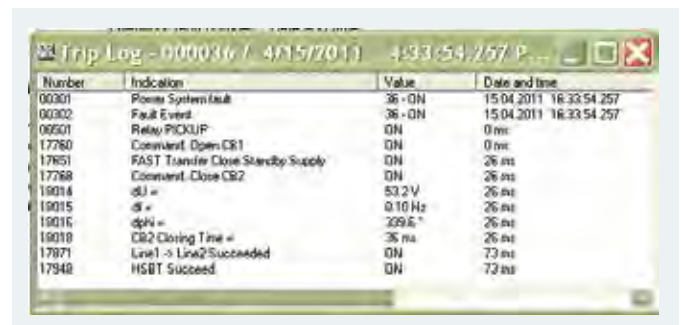 Trip Log - 000036 / 4/15/2011 4:33:54.257 P...
Number Indication Value Date and time
00301 Power System fault 36 - ON 15.04.2011 16:33:54.257
00302 Fault Event 36 - ON 15.04.2011 16:33:54.257
00501 Relay PICKUP ON 0 ms
17760 Command: Open CB1 ON 0 ms
17651 FAST Transfer Close Standby Supply ON 26 ms
17768 Command: Close CB2 ON 26 ms
19014 dU = 53.2 V 26 ms
19015 df = 0.10 Hz 26 ms
19016 dphi = 339.6 ° 26 ms
19018 CB2 Closing Time = 36 ms 26 ms
17971 Line1 -> Line2 Succeeded ON 73 ms
17948 HSBT Succeed ON 73 ms